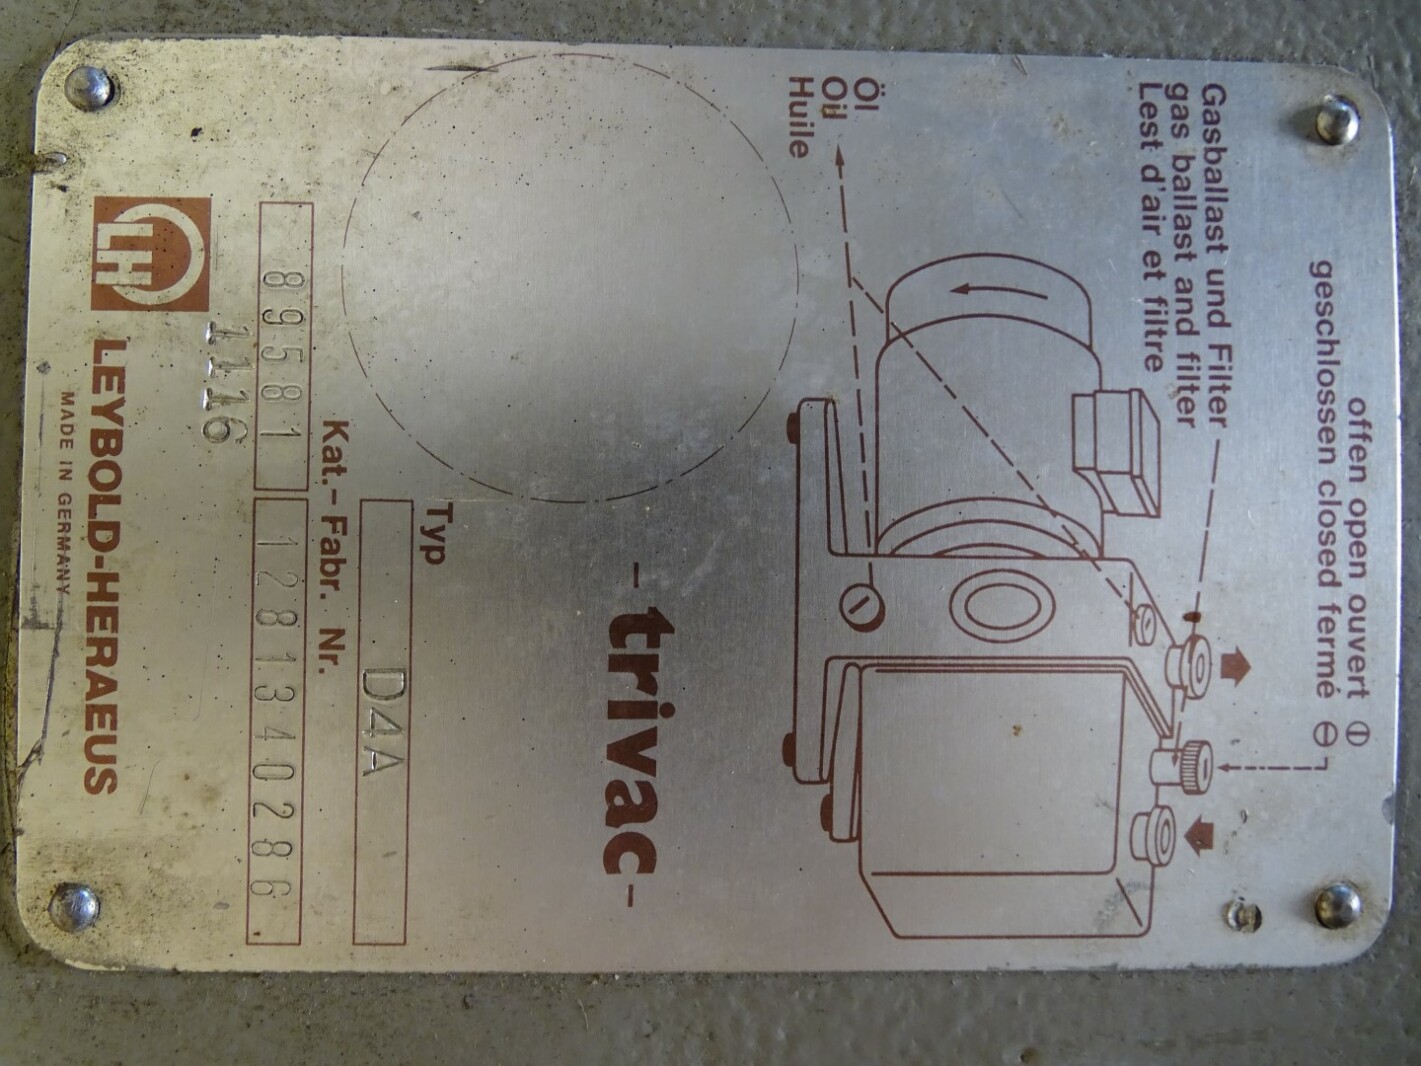 offen open ouvert ⦶
geschlossen closed fermé ⊖
Gasballast und Filter
gas ballast and filter
Lest d'air et filtre
Öl
Oil
Huile
-trivac-
Typ
D4A
Kat.- Fabr. Nr.
89581 1281340286
1116
LH
LEYBOLD-HERAEUS
MADE IN GERMANY